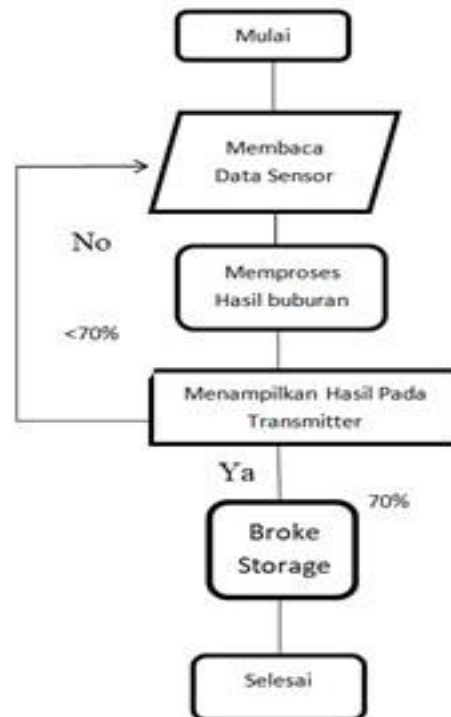 Mulai
Membaca
Data Sensor
No
Memproses
Hasil buburan
<70%
Menampilkan Hasil Pada
Transmitter
Ya
70%
Broke
Storage
Selesai